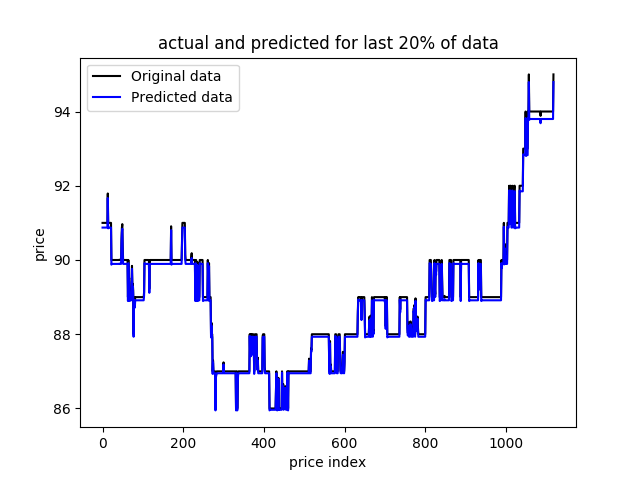 actual and predicted for last 20% of data
Original data
Predicted data
94
92
90
88
86
price
0 200 400 600 800 1000
price index